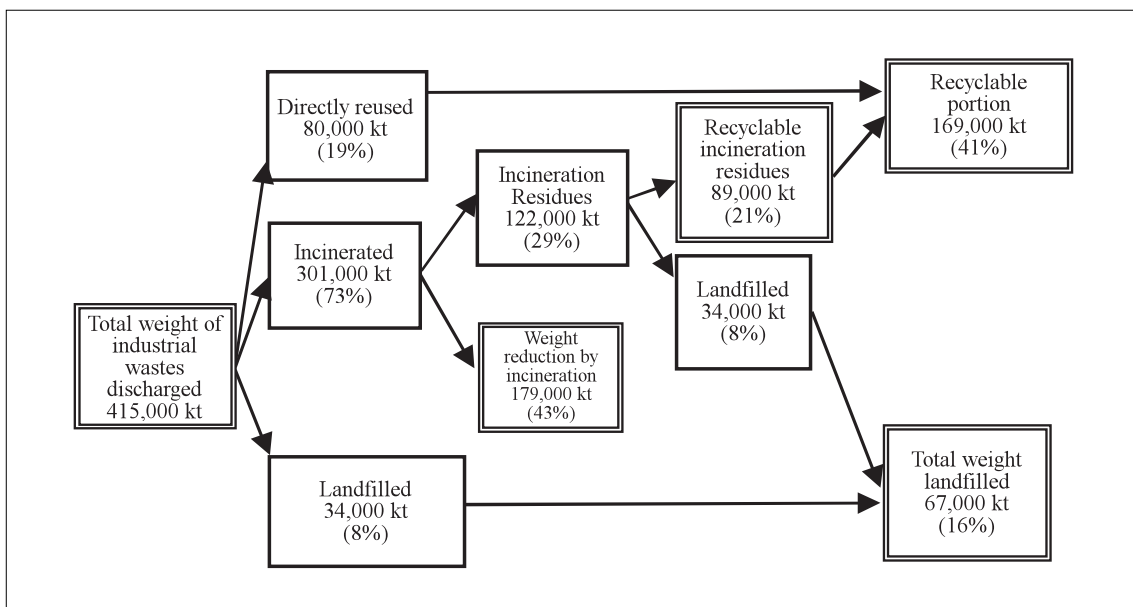 Total weight of
industrial
wastes
discharged
415,000 kt
Directly reused
80,000 kt
(19%)
Incinerated
301,000 kt
(73%)
Landfilled
34,000 kt
(8%)
Incineration
Residues
122,000 kt
(29%)
Weight
reduction by
incineration
179,000 kt
(43%)
Recyclable
incineration
residues
89,000 kt
(21%)
Landfilled
34,000 kt
(8%)
Recyclable
portion
169,000 kt
(41%)
Total weight
landfilled
67,000 kt
(16%)